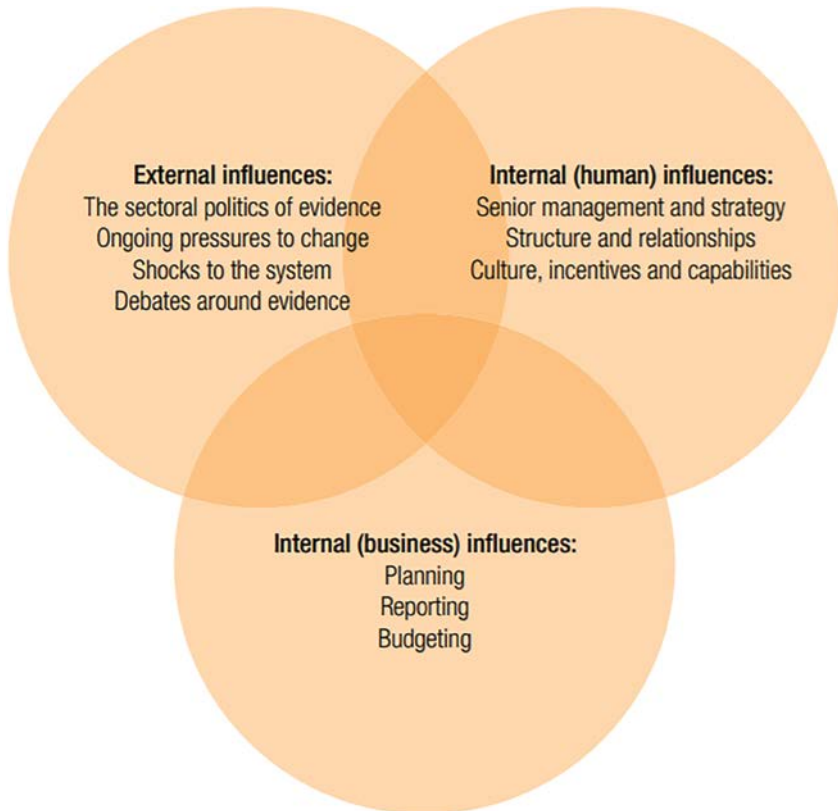 External influences:
The sectoral politics of evidence
Ongoing pressures to change
Shocks to the system
Debates around evidence
Internal (human) influences:
Senior management and strategy
Structure and relationships
Culture, incentives and capabilities
Internal (business) influences:
Planning
Reporting
Budgeting